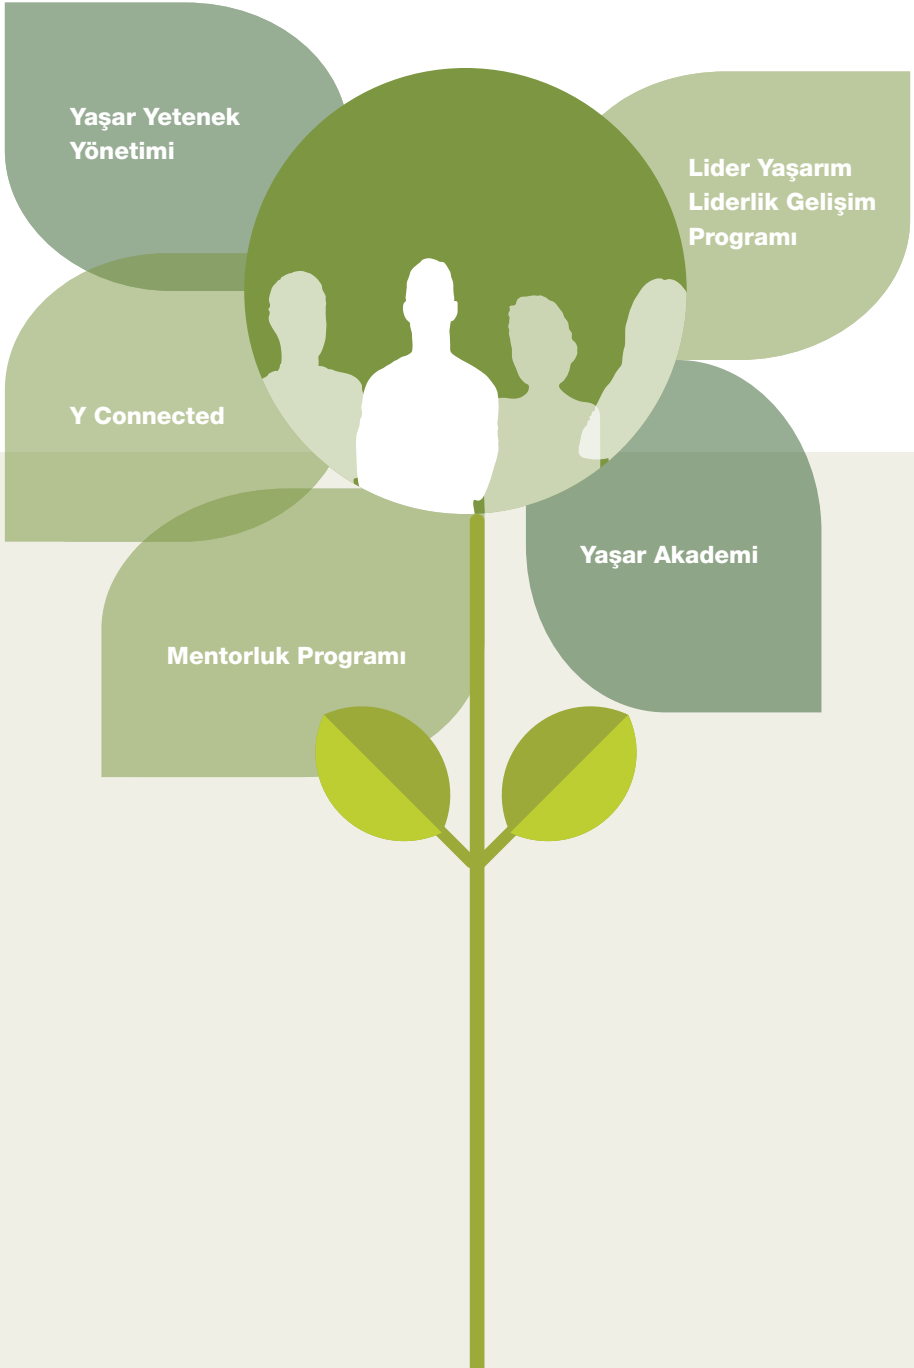 Yaşar Yetenek
Yönetimi
Lider Yaşarım
Liderlik Gelişim
Programı
Y Connected
Yaşar Akademi
Mentorluk Programı